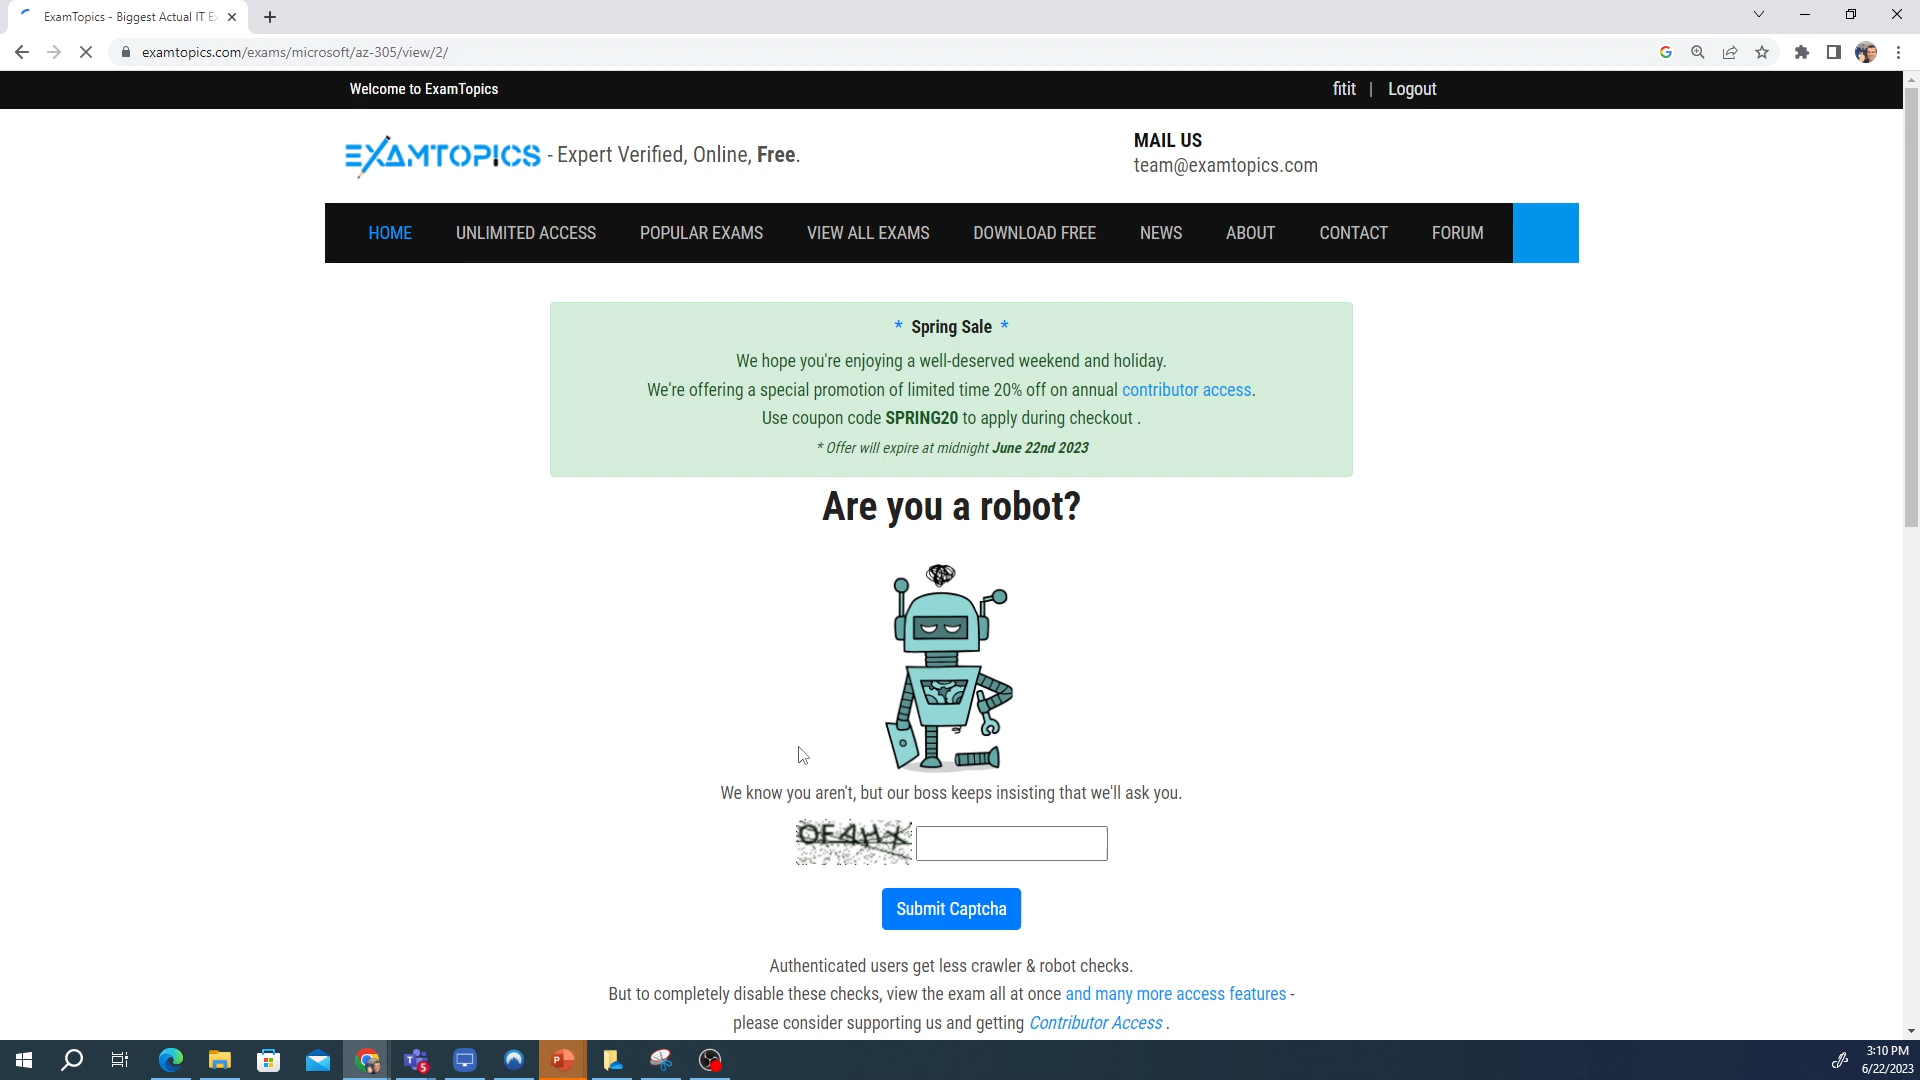 ExamTopics - Biggest Actual IT Ex
examtopics.com/exams/microsoft/az-305/view/2/
Welcome to ExamTopics
fitit | Logout
EXAMTOPICS - Expert Verified, Online, Free.
MAIL US
team@examtopics.com
HOME UNLIMITED ACCESS POPULAR EXAMS VIEW ALL EXAMS DOWNLOAD FREE NEWS ABOUT CONTACT FORUM
* Spring Sale *
We hope you're enjoying a well-deserved weekend and holiday.
We're offering a special promotion of limited time 20% off on annual contributor access.
Use coupon code SPRING20 to apply during checkout .
* Offer will expire at midnight June 22nd 2023
Are you a robot?
We know you aren't, but our boss keeps insisting that we'll ask you.
Submit Captcha
Authenticated users get less crawler & robot checks.
But to completely disable these checks, view the exam all at once and many more access features -
please consider supporting us and getting Contributor Access .
3:10 PM
6/22/2023